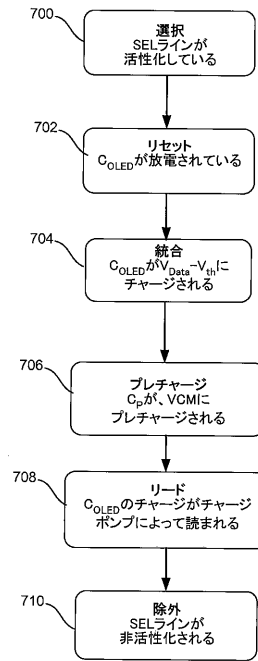 700
選択
SELラインが
活性化している
702
リセット
COLEDが放電されている
704
統合
COLEDがVData-Vthに
チャージされる
706
プレチャージ
CPが、VCMに
プレチャージされる
708
リード
COLEDのチャージがチャージ
ポンプによって読まれる
710
除外
SELラインが
非活性化される